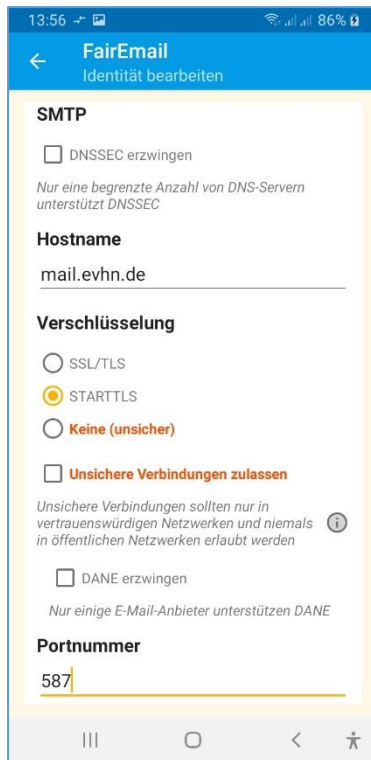 13:56 86%
FairEmail
Identität bearbeiten
SMTP
DNSSEC erzwingen
Nur eine begrenzte Anzahl von DNS-Servern
unterstützt DNSSEC
Hostname
mail.evhn.de
Verschlüsselung
SSL/TLS
STARTTLS
Keine (unsicher)
Unsichere Verbindungen zulassen
Unsichere Verbindungen sollten nur in
vertrauenswürdigen Netzwerken und niemals
in öffentlichen Netzwerken erlaubt werden
DANE erzwingen
Nur einige E-Mail-Anbieter unterstützen DANE
Portnummer
587